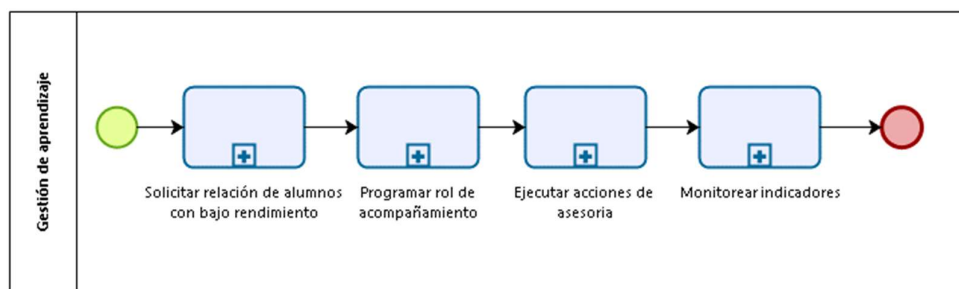 Gestión de aprendizaje
Solicitar relación de alumnos
con bajo rendimiento
Programar rol de
acompañamiento
Ejecutar acciones de
asesoria
Monitorear indicadores